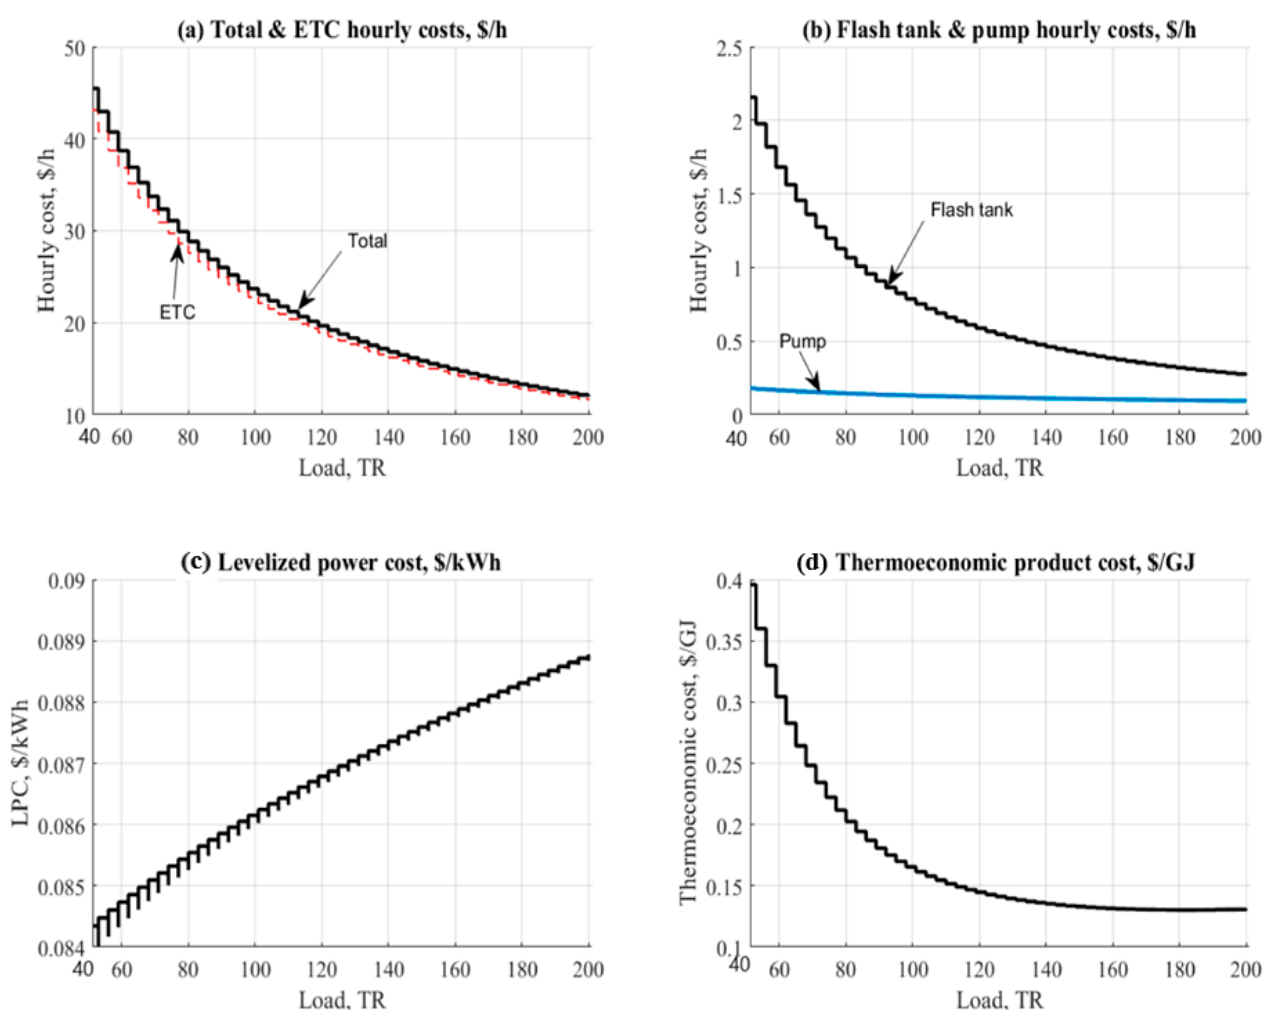 (a) Total & ETC hourly costs, $/h
50
40
30
20
10
Hourly cost, $/h
Total
ETC
40 60 80 100 120 140 160 180 200
Load, TR
(b) Flash tank & pump hourly costs, $/h
2.5
2
1.5
1
0.5
0
Hourly cost, $/h
Flash tank
Pump
40 60 80 100 120 140 160 180 200
Load, TR
(c) Levelized power cost, $/kWh
0.09
0.089
0.088
0.087
0.086
0.085
0.084
LPC, $/kWh
40 60 80 100 120 140 160 180 200
Load, TR
(d) Thermoeconomic product cost, $/GJ
0.4
0.35
0.3
0.25
0.2
0.15
0.1
Thermoeconomic cost, $/GJ
40 60 80 100 120 140 160 180 200
Load, TR